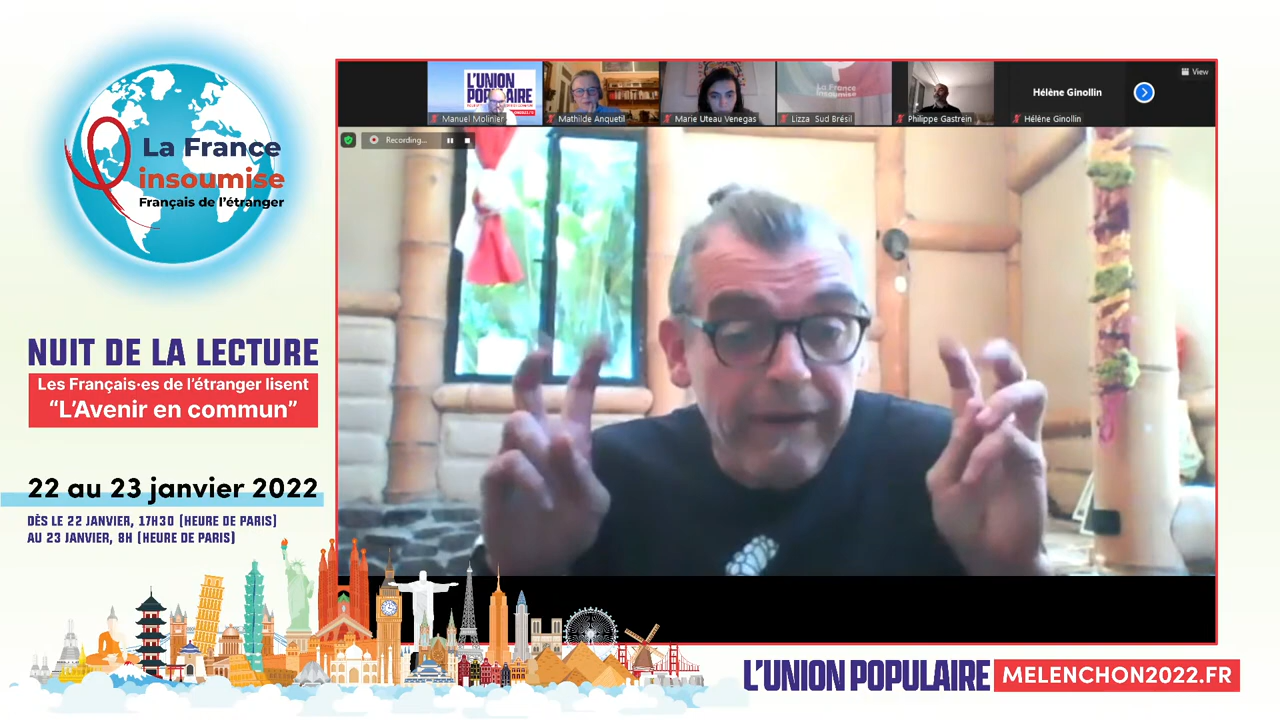 La France
insoumise
Français de l'étranger
NUIT DE LA LECTURE
Les Français·es de l'étranger lisent
“L'Avenir en commun”
22 au 23 janvier 2022
DÈS LE 22 JANVIER, 17H30 (HEURE DE PARIS)
AU 23 JANVIER, 8H (HEURE DE PARIS)
L'UNION
POPULAIRE
Manuel Molinier
Mathilde Anquetil
Marie Uteau Venegas
La France
insoumise
Lizza Sud Brésil
Philippe Gastrein
Hélène Ginollin
Hélène Ginollin
View
Recording...
L'UNION POPULAIRE
MELENCHON2022.FR